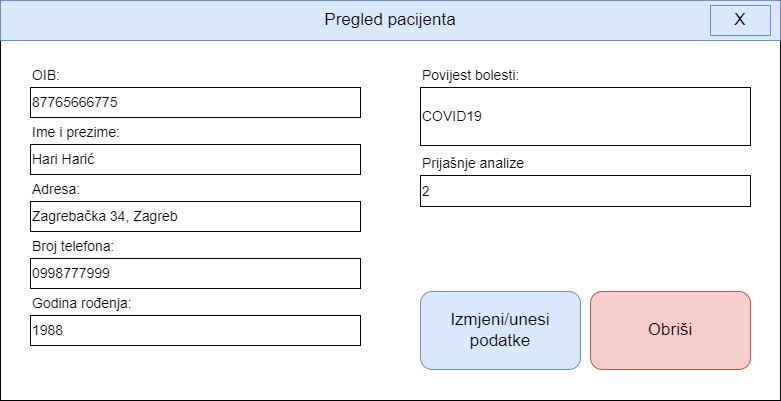 Pregled pacijenta
X
OIB:
87765666775
Ime i prezime:
Hari Harić
Adresa:
Zagrebačka 34, Zagreb
Broj telefona:
0998777999
Godina rođenja:
1988
Povijest bolesti:
COVID19
Prijašnje analize
2
Izmjeni/unesi
podatke
Obriši